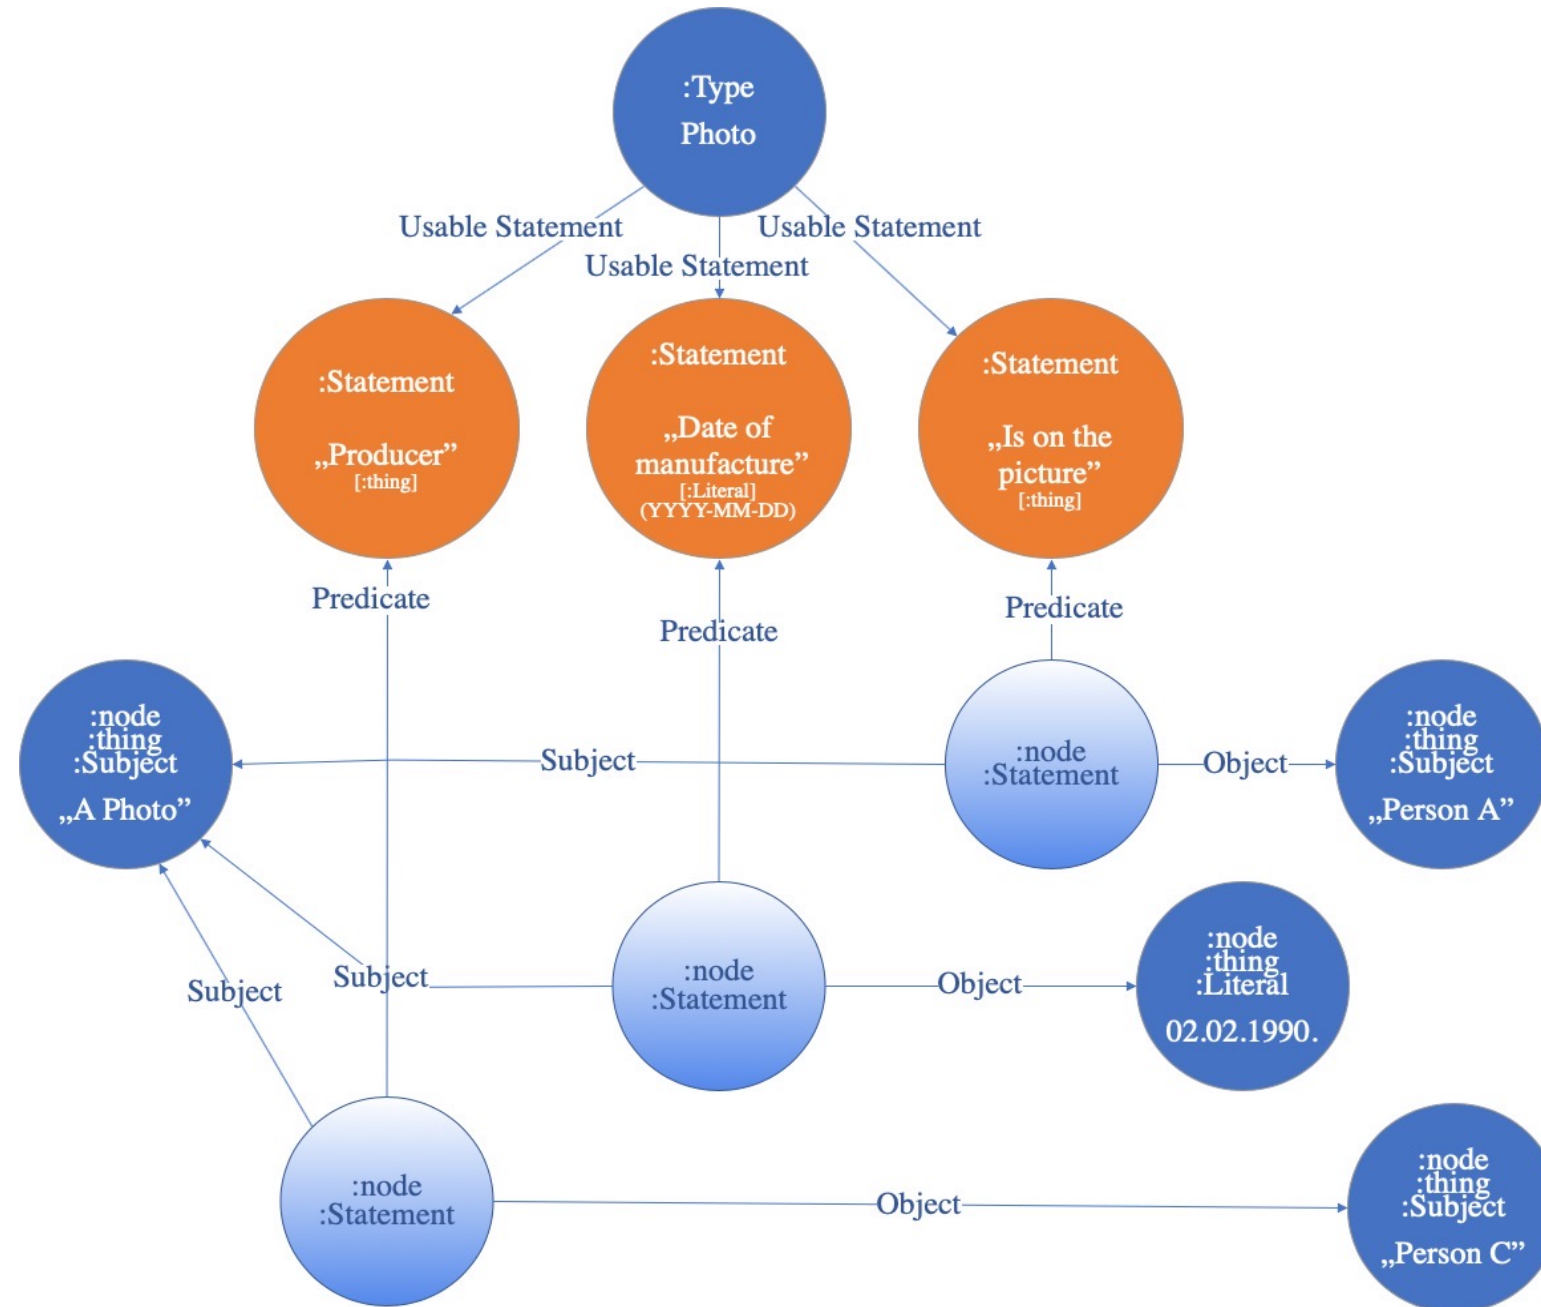 :Type
Photo
Usable Statement
Usable Statement
Usable Statement
:Statement
„Producer”
[:thing]
:Statement
„Date of
manufacture”
[:Literal]
(YYYY-MM-DD)
:Statement
„Is on the
picture”
[:thing]
Predicate
Predicate
Predicate
:node
:thing
:Subject
„A Photo”
Subject
:node
:Statement
Object
:node
:thing
:Subject
„Person A”
Subject
Subject
:node
:Statement
Object
:node
:thing
:Literal
02.02.1990.
:node
:Statement
Object
:node
:thing
:Subject
„Person C”